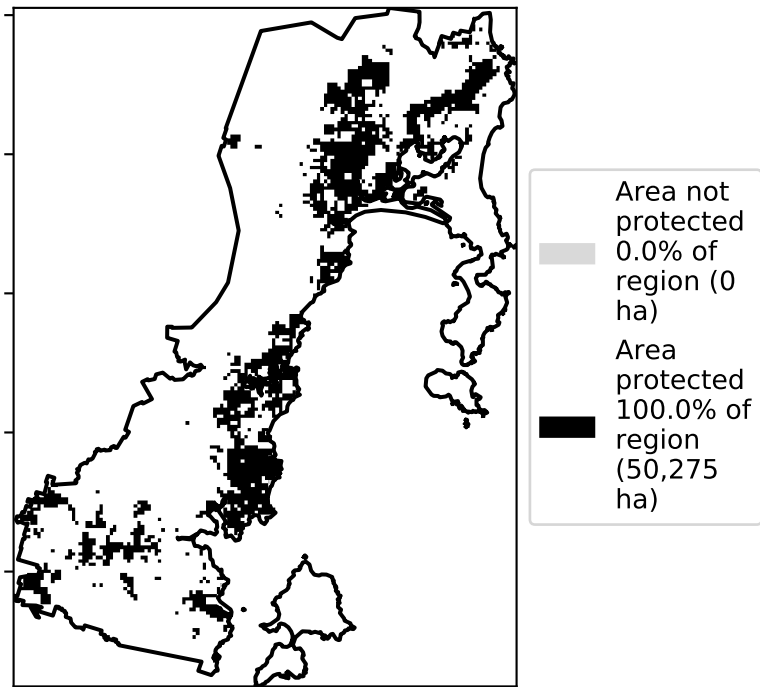 Area not
protected
0.0% of
region (0
ha)
Area
protected
100.0% of
region
(50,275
ha)